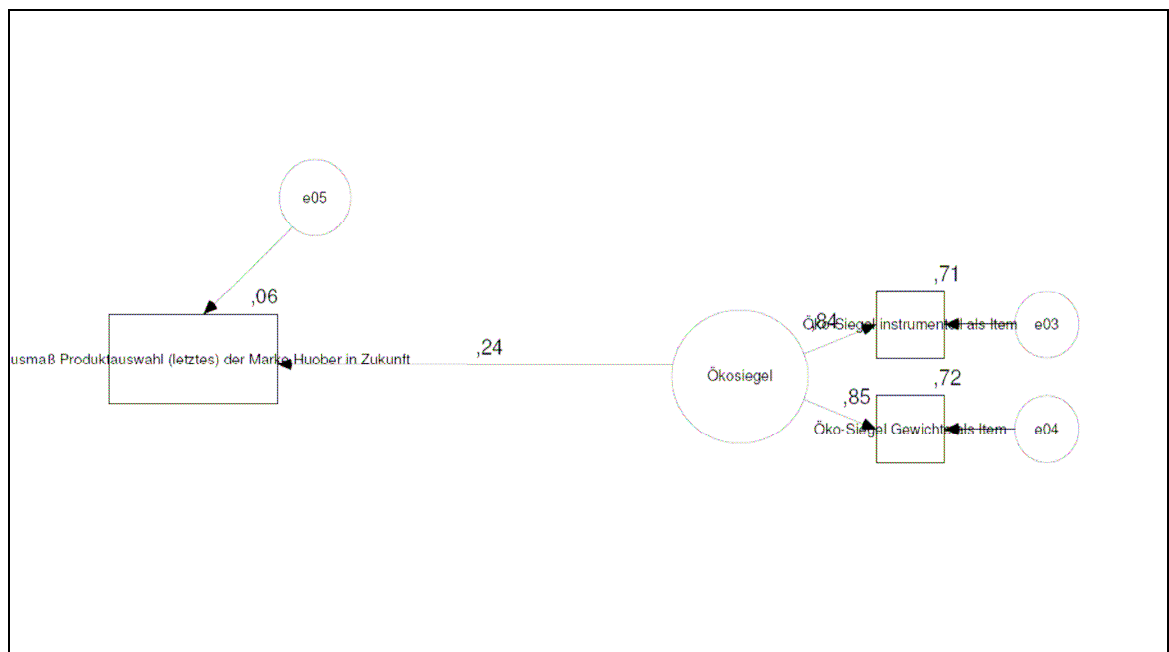 e05
,06
usmaß Produktauswahl (letztes) der Marke Huober in Zukunft
,24
Ökosiegel
,84
,71
Öko-Siegel instrumentell als Item
e03
,85
,72
Öko-Siegel Gewichte als Item
e04